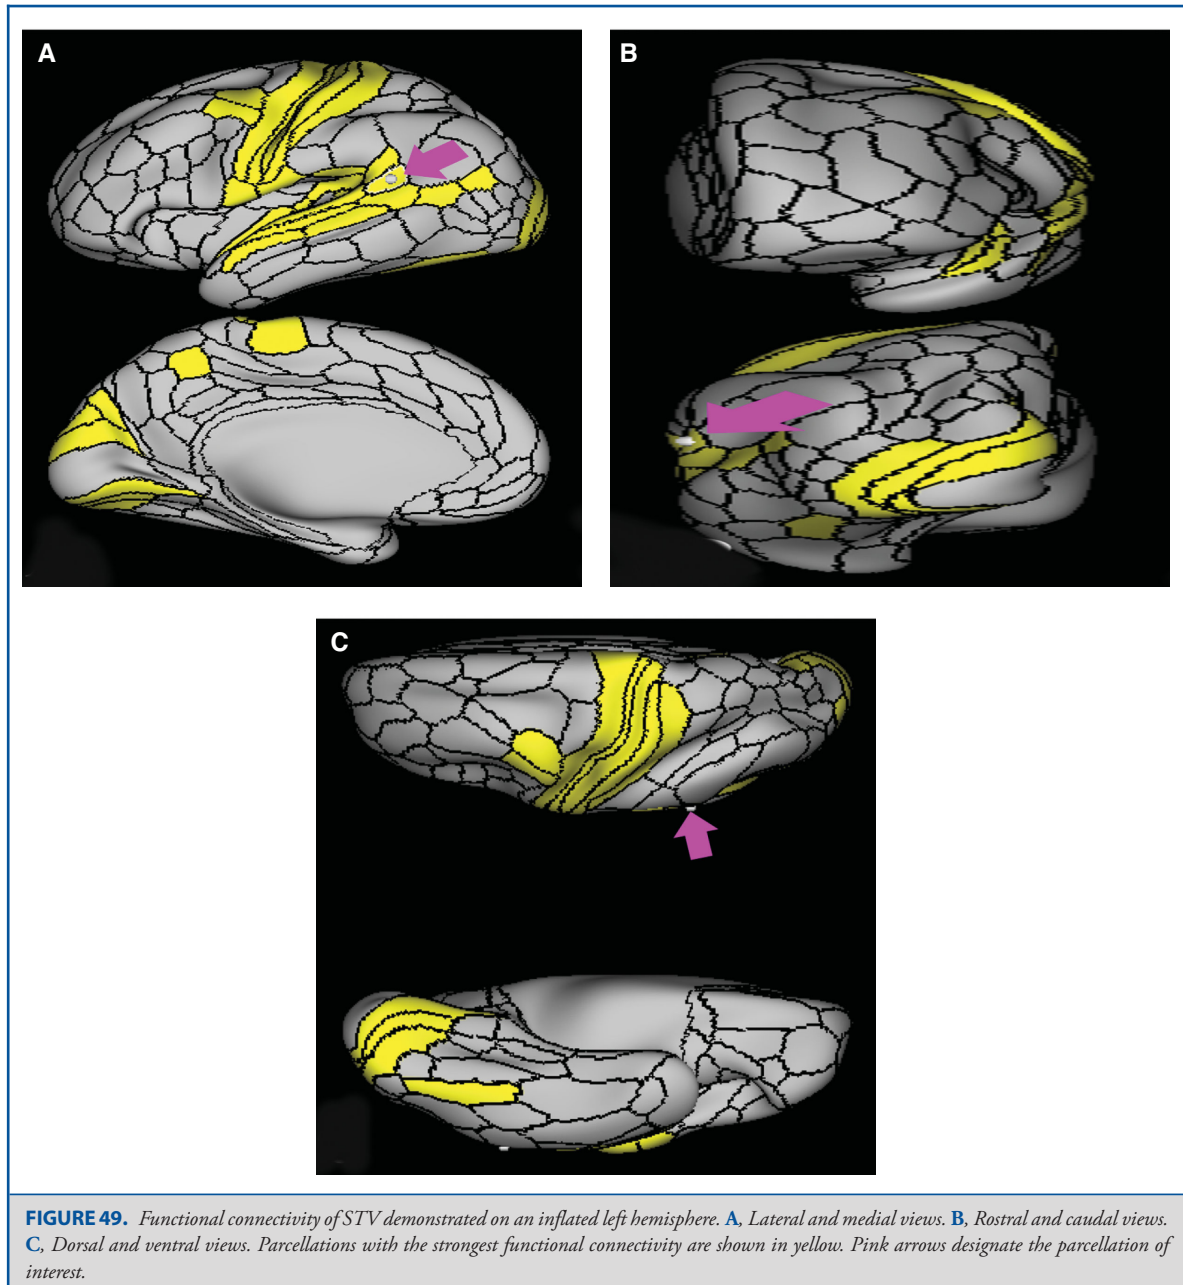 A
B
C
FIGURE 49. Functional connectivity of STV demonstrated on an inflated left hemisphere. A, Lateral and medial views. B, Rostral and caudal views.
C, Dorsal and ventral views. Parcellations with the strongest functional connectivity are shown in yellow. Pink arrows designate the parcellation of
interest.